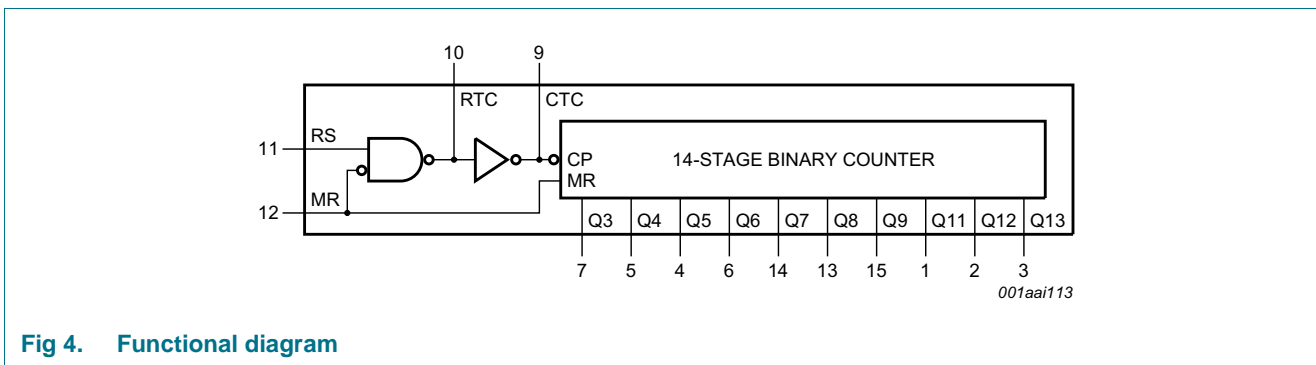 10 9
RTC CTC
11 RS
CP 14-STAGE BINARY COUNTER
MR
12 MR
Q3 Q4 Q5 Q6 Q7 Q8 Q9 Q11 Q12 Q13
7 5 4 6 14 13 15 1 2 3
001aai113
Fig 4. Functional diagram